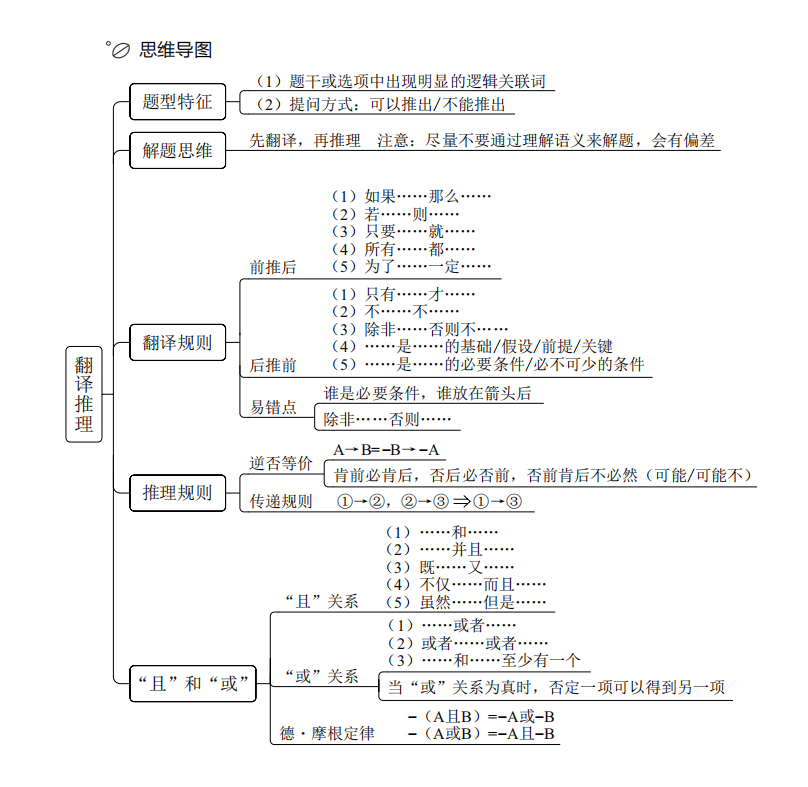 思维导图
翻译推理
题型特征
（1）题干或选项中出现明显的逻辑关联词
（2）提问方式：可以推出/不能推出
解题思维
先翻译，再推理　注意：尽量不要通过理解语义来解题，会有偏差
翻译规则
前推后
（1）如果……那么……
（2）若……则……
（3）只要……就……
（4）所有……都……
（5）为了……一定……
后推前
（1）只有……才……
（2）不……不……
（3）除非……否则不……
（4）……是……的基础/假设/前提/关键
（5）……是……的必要条件/必不可少的条件
易错点
谁是必要条件，谁放在箭头后
除非……否则……
推理规则
逆否等价
A→B=−B→−A
肯前必肯后，否后必否前，否前肯后不必然（可能/可能不）
传递规则
①→②，②→③⇒①→③
“且”和“或”
“且”关系
（1）……和……
（2）……并且……
（3）既……又……
（4）不仅……而且……
（5）虽然……但是……
“或”关系
（1）……或者……
（2）或者……或者……
（3）……和……至少有一个
当“或”关系为真时，否定一项可以得到另一项
德·摩根定律
−（A且B）=−A或−B
−（A或B）=−A且−B